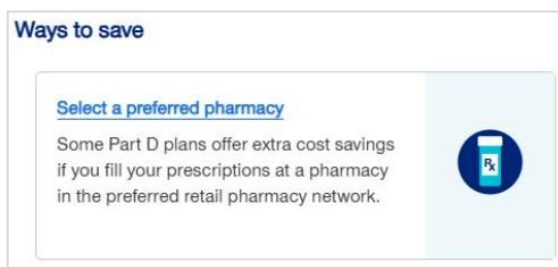 Ways to save
Select a preferred pharmacy
Some Part D plans offer extra cost savings
if you fill your prescriptions at a pharmacy
in the preferred retail pharmacy network.
Rx